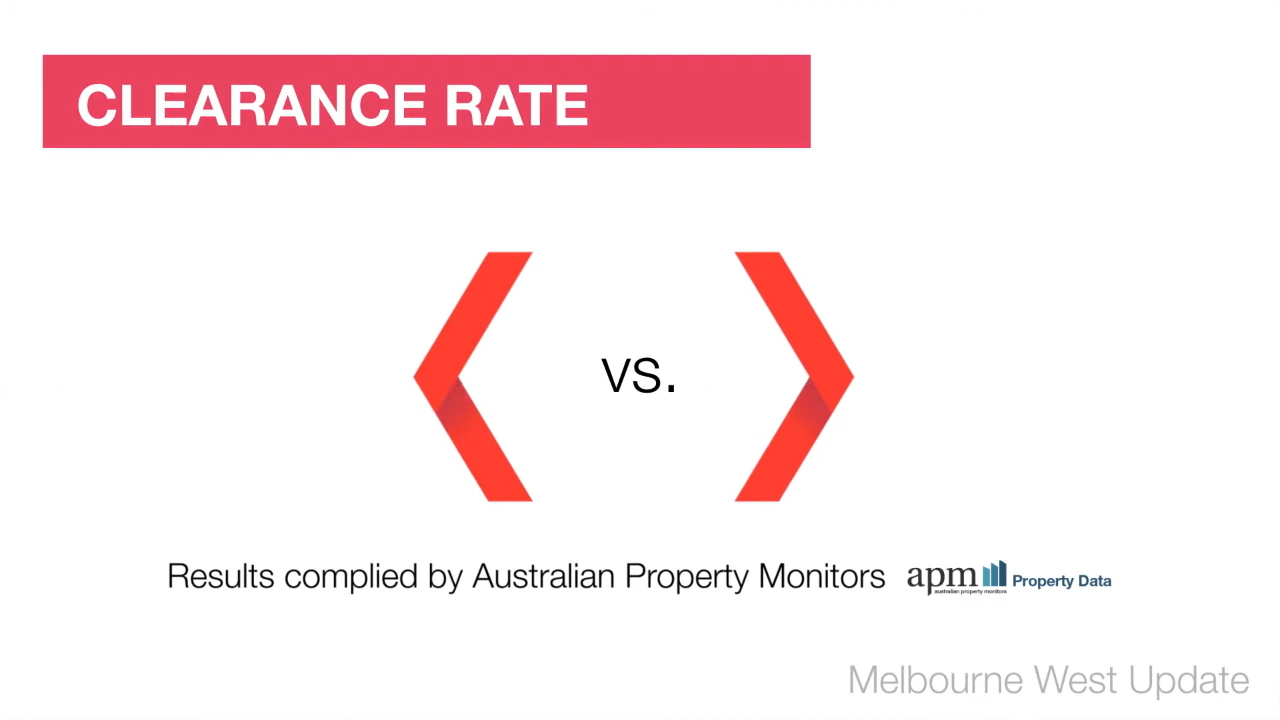 CLEARANCE RATE
vs.
Results complied by Australian Property Monitors
apm Property Data
australian property monitors
Melbourne West Update